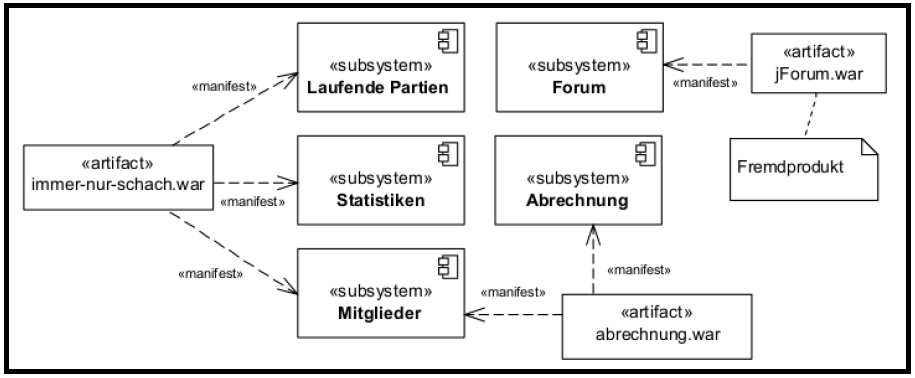 «subsystem»
Laufende Partien
«subsystem»
Forum
«artifact»
jForum.war
«manifest»
«manifest»
Fremdprodukt
«artifact»
immer-nur-schach.war
«manifest»
«subsystem»
Statistiken
«subsystem»
Abrechnung
«manifest»
«manifest»
«subsystem»
Mitglieder
«manifest»
«artifact»
abrechnung.war